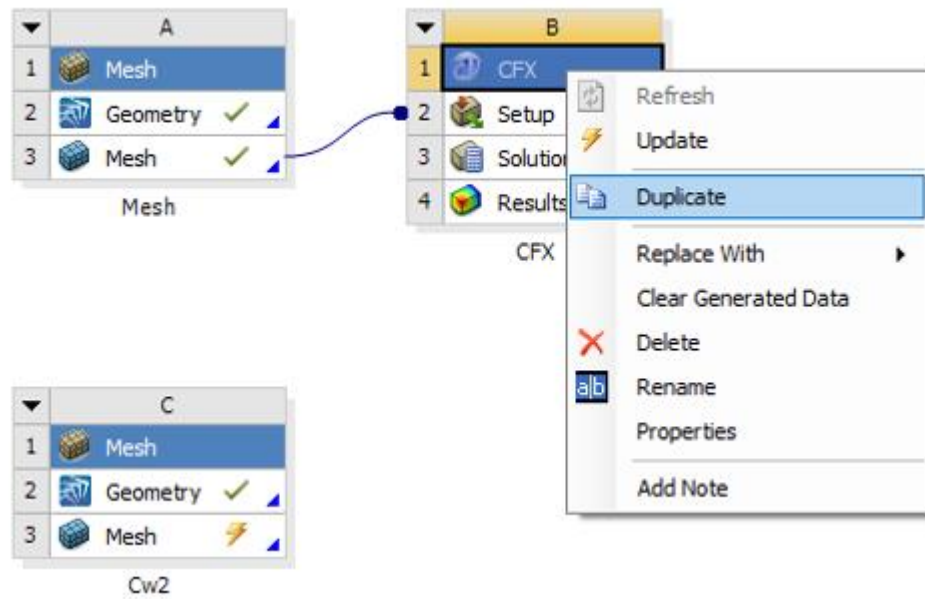 A
1 Mesh
2 Geometry
3 Mesh
Mesh
B
1 CFX
2 Setup
3 Solution
4 Results
CFX
Refresh
Update
Duplicate
Replace With
Clear Generated Data
Delete
a|b Rename
Properties
Add Note
C
1 Mesh
2 Geometry
3 Mesh
Cw2